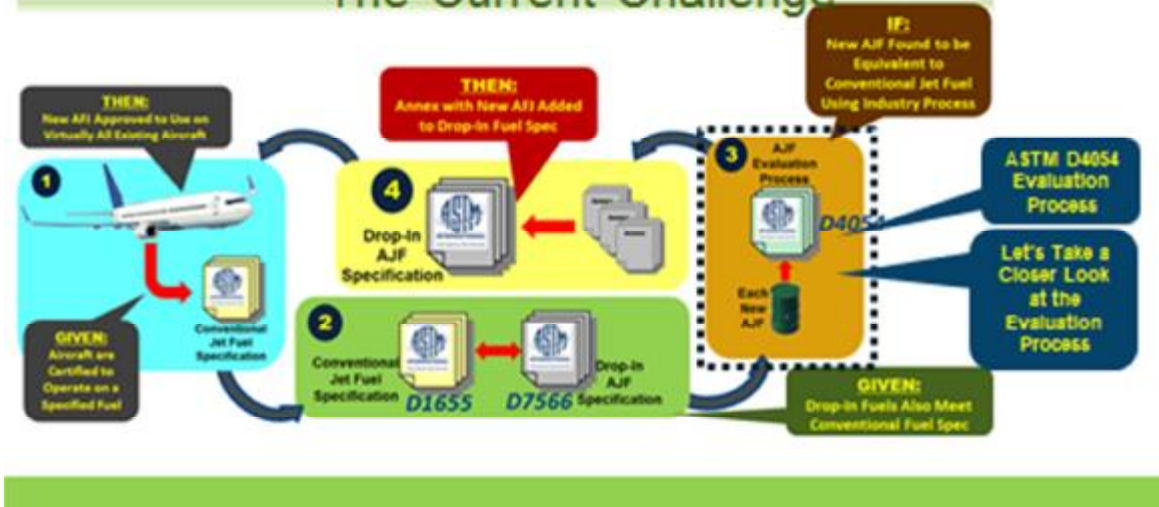 The Current Challenge
IF:
New AJF Found to be
Equivalent to
Conventional Jet Fuel
Using Industry Process
THEN:
New AFJ Approved to Use on
Virtually All Existing Aircraft
THEN:
Annex with New AFJ Added
to Drop-In Fuel Spec
1
Conventional
Jet Fuel
Specification
GIVEN:
Aircraft are
Certified to
Operate on a
Specified Fuel
4
ASTM
Drop-In
AJF
Specification
3
AJF
Evaluation
Process
D4054
Each
New
AJF
ASTM D4054
Evaluation
Process
Let's Take a
Closer Look
at the
Evaluation
Process
2
Conventional
Jet Fuel
Specification
ASTM
D1655
ASTM
D7566
Drop-In
AJF
Specification
GIVEN:
Drop-In Fuels Also Meet
Conventional Fuel Spec